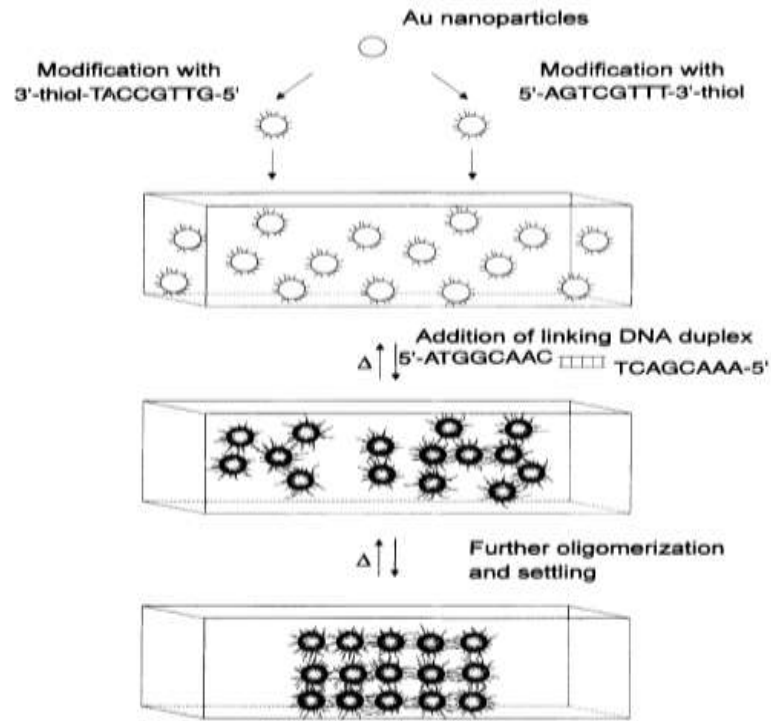 Au nanoparticles
Modification with
3'-thiol-TACCGTTG-5'
Modification with
5'-AGTCGTTT-3'-thiol
Addition of linking DNA duplex
Δ
5'-ATGGCAAC
TCAGCAAA-5'
Δ
Further oligomerization
and settling